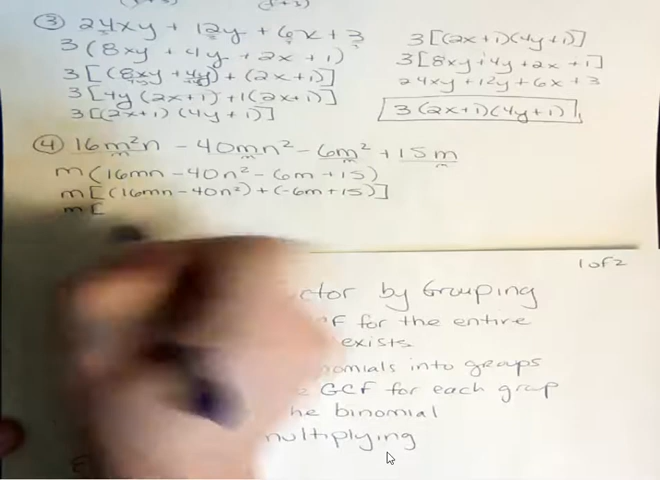 ③ 24xy + 12y + 6x + 3
3(8xy + 4y + 2x + 1)
3[(8xy + 4y) + (2x+1)]
3[4y(2x+1)+1(2x+1)]
3[(2x+1)(4y+1)]
3[(2x+1)(4y+1)]
3[8xy+4y+2x+1]
24xy+12y+6x+3
3(2x+1)(4y+1)
④ 16m²n - 40mn² - 6m² + 15m
m(16mn - 40n² - 6m + 15)
m[(16mn - 40n²) + (-6m+15)]
m[
1 of 2
ctor by Grouping
F for the entire
exists
omials into groups
GCF for each group
he binomial
multiplying